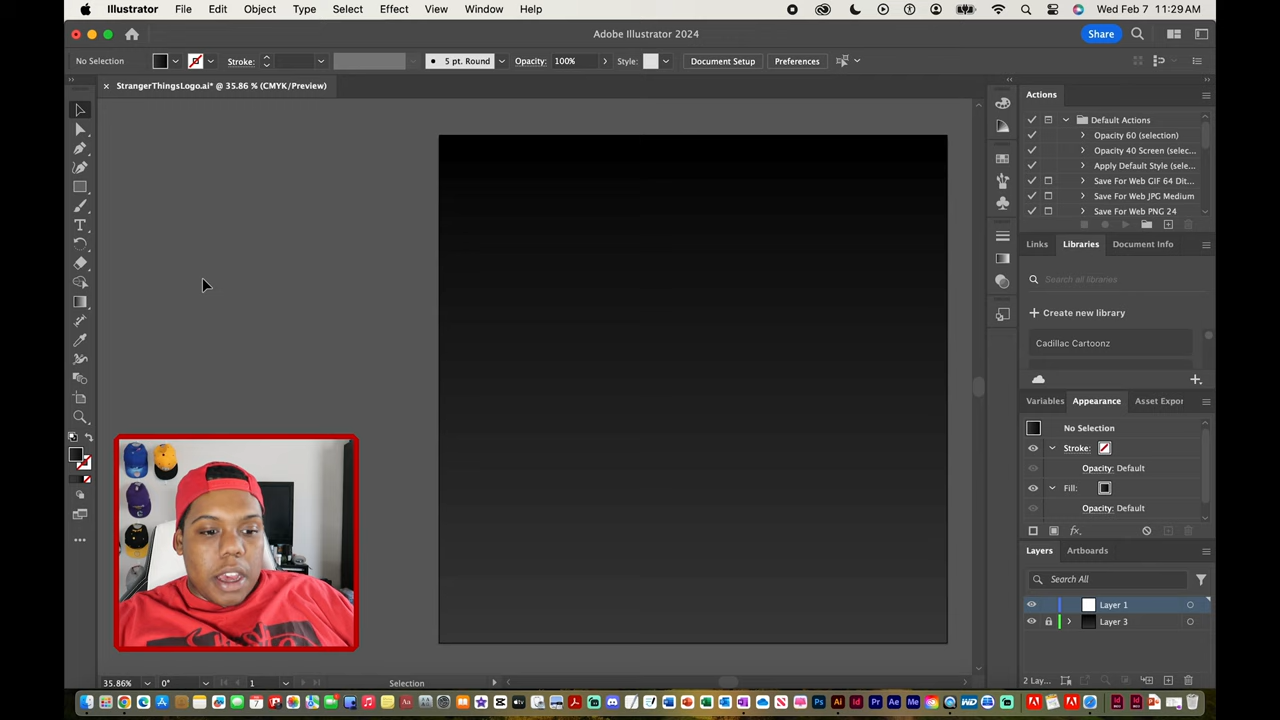 Illustrator File Edit Object Type Select Effect View Window Help Wed Feb 7 11:29 AM
Adobe Illustrator 2024 Share
No Selection Stroke: 5 pt. Round Opacity: 100% Style: Document Setup Preferences
× StrangerThingsLogo.ai* @ 35.86 % (CMYK/Preview)
Actions
Default Actions
Opacity 60 (selection)
Opacity 40 Screen (selec...
Apply Default Style (sele...
Save For Web GIF 64 Dit...
Save For Web JPG Medium
Save For Web PNG 24
Links Libraries Document Info
Search all libraries
+ Create new library
Cadillac Cartoonz
Variables Appearance Asset Expor
No Selection
Stroke:
Opacity: Default
Fill:
Opacity: Default
fx
Layers Artboards
Search All
Layer 1
Layer 3
2 Lay...
35.86% 0° 1 Selection